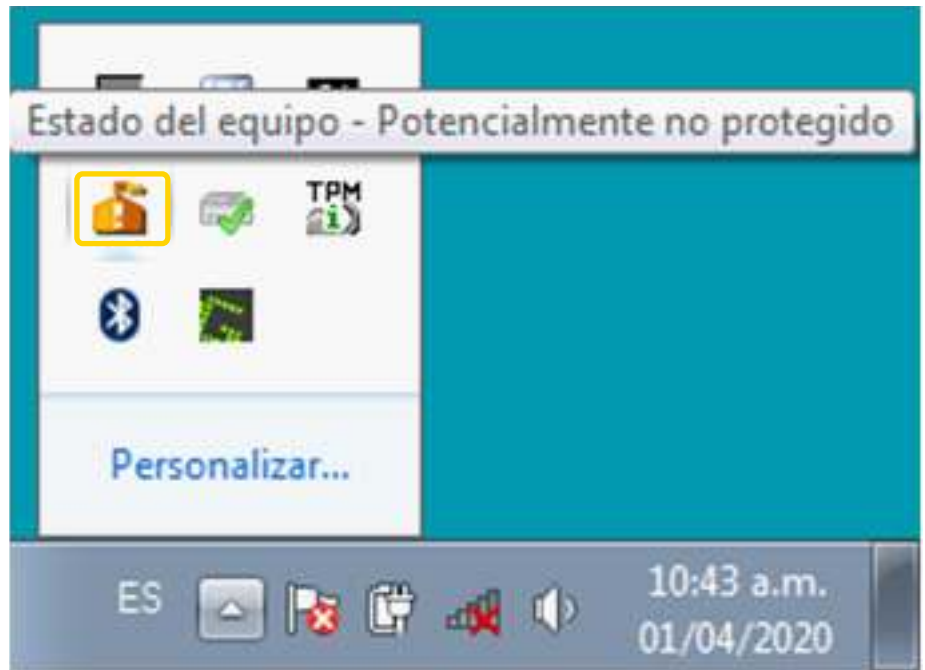 Estado del equipo - Potencialmente no protegido
TPM
Personalizar...
ES
10:43 a.m.
01/04/2020